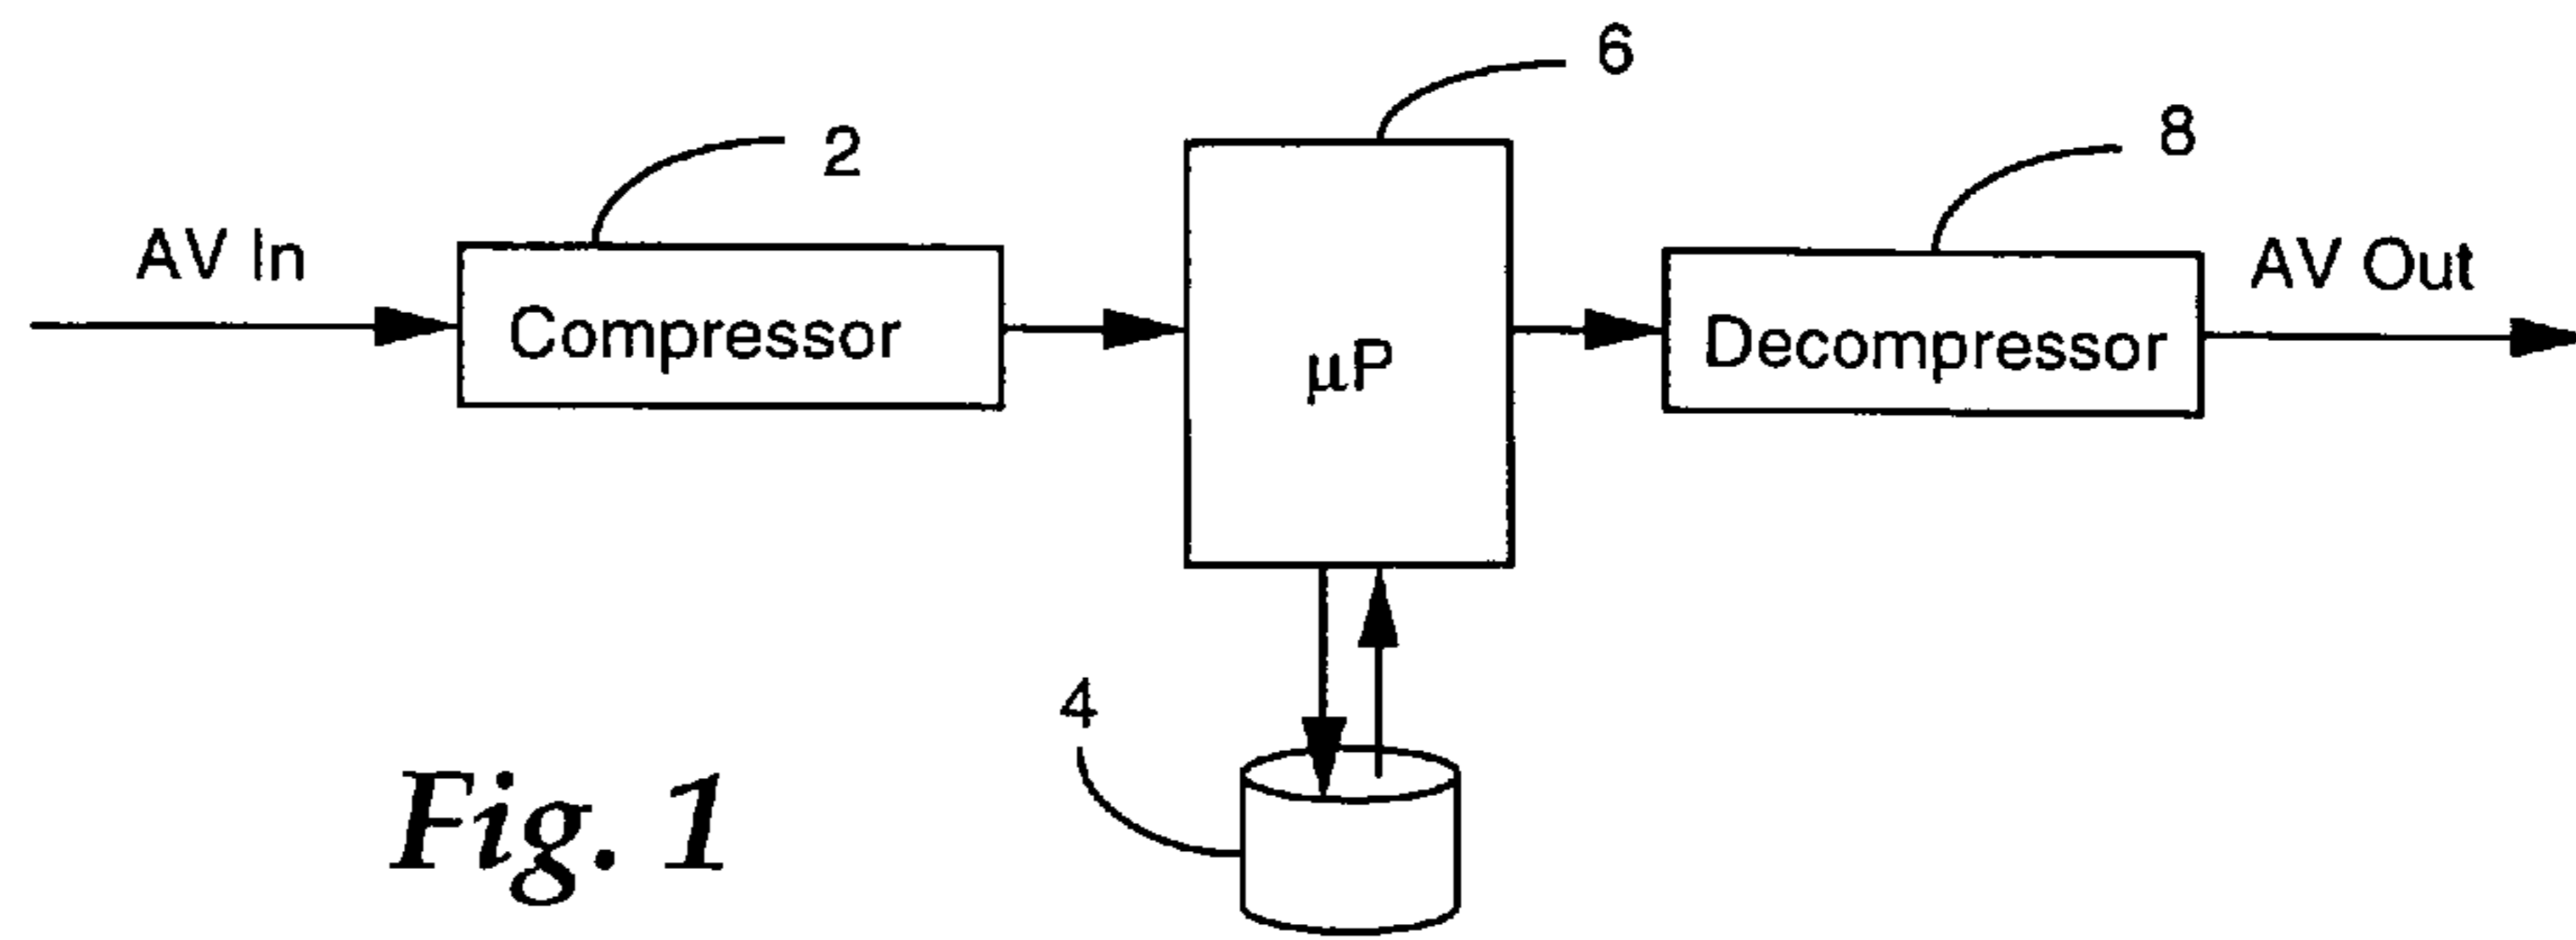 6
8
2
AV In
AV Out
Compressor
μP
Decompressor
4
Fig. 1